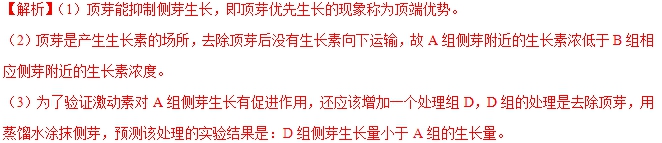 【解析】（1）顶芽能抑制侧芽生长，即顶芽优先生长的现象称为顶端优势。
（2）顶芽是产生生长素的场所，去除顶芽后没有生长素向下运输，故 A 组侧芽附近的生长素浓低于 B 组相
应侧芽附近的生长素浓度。
（3）为了验证激动素对 A 组侧芽生长有促进作用，还应该增加一个处理组 D，D 组的处理是去除顶芽，用
蒸馏水涂抹侧芽，预测该处理的实验结果是：D 组侧芽生长量小于 A 组的生长量。